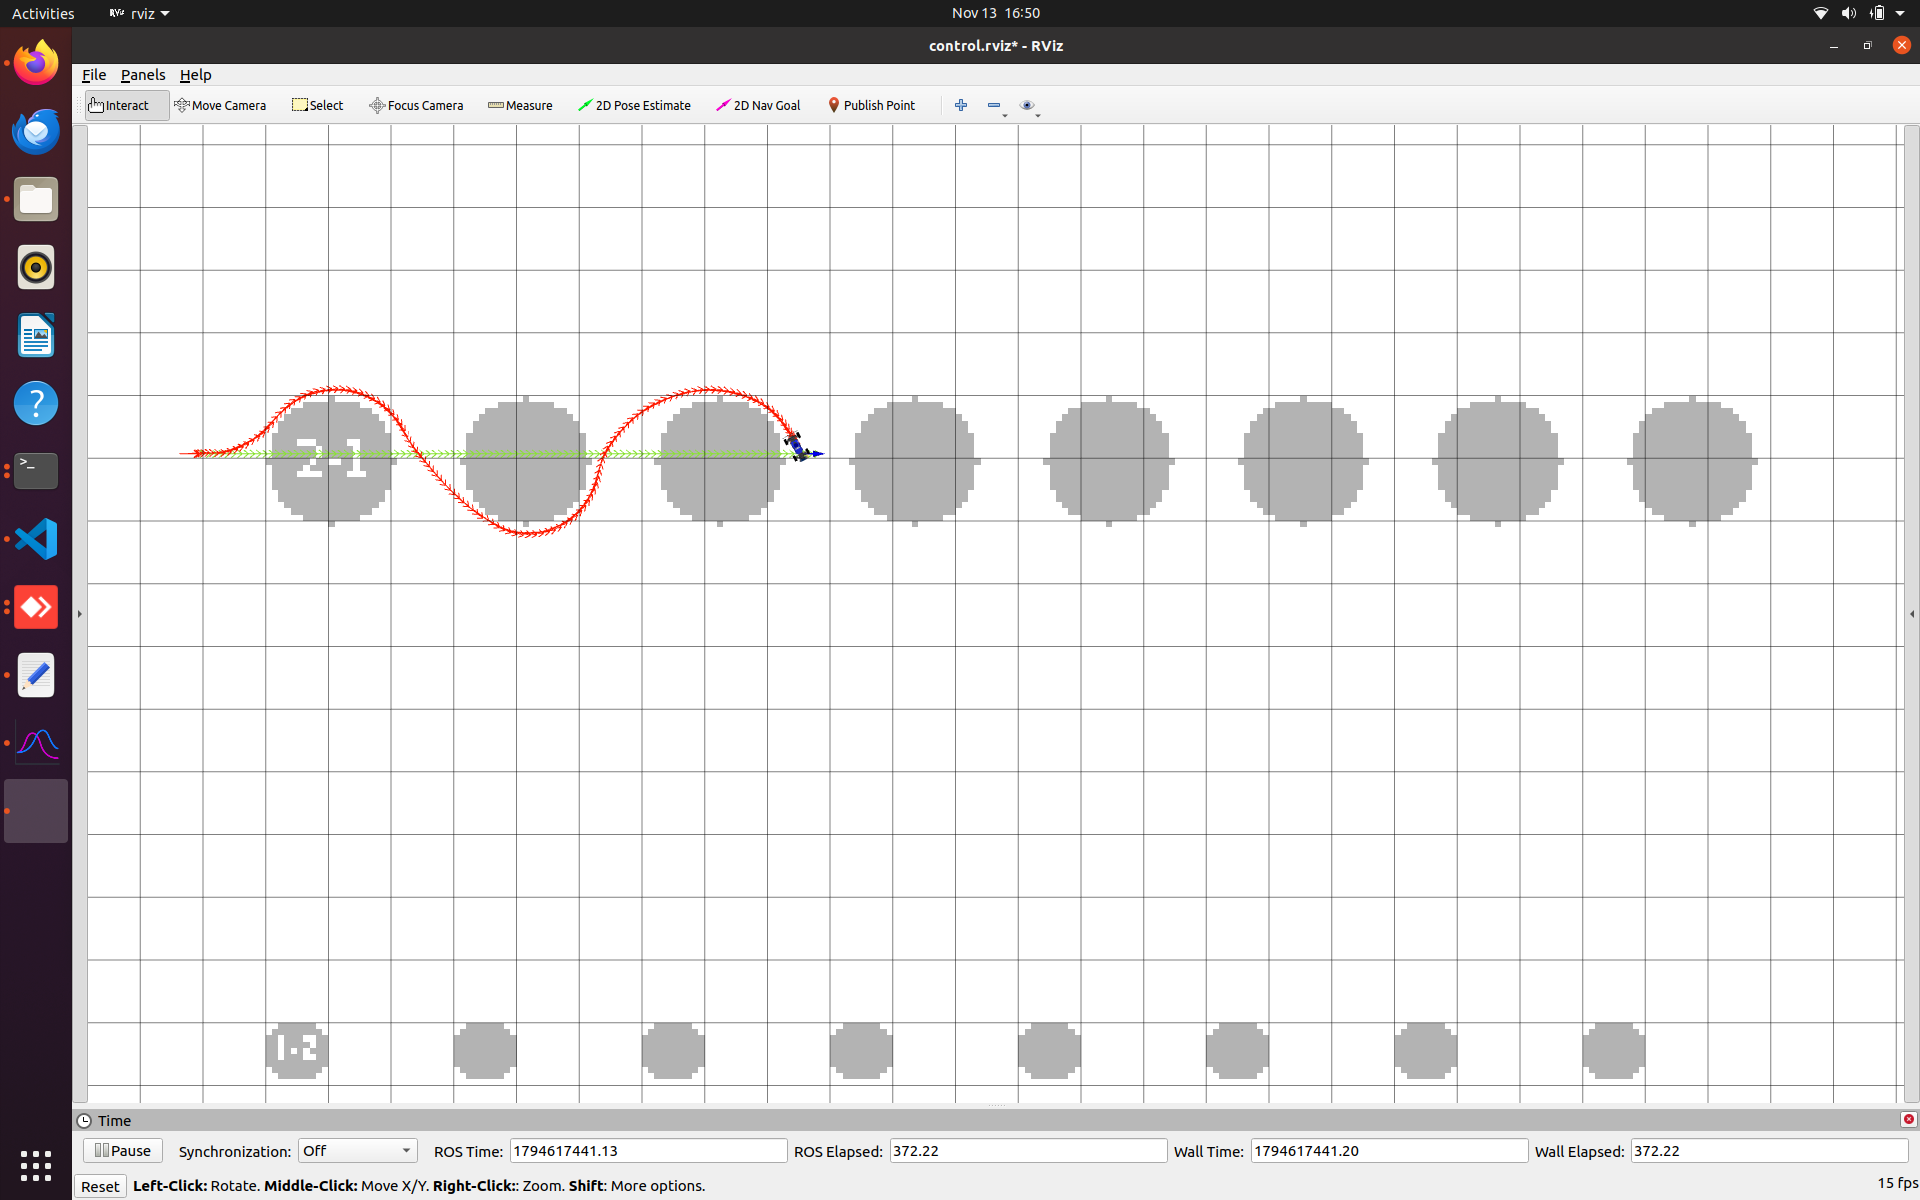 Activities rviz Nov 13 16:50
control.rviz* - RViz
File Panels Help
Interact Move Camera Select Focus Camera Measure 2D Pose Estimate 2D Nav Goal Publish Point
2-1
1-2
Time
Pause Synchronization: Off ROS Time: 1794617441.13 ROS Elapsed: 372.22 Wall Time: 1794617441.20 Wall Elapsed: 372.22
Reset Left-Click: Rotate. Middle-Click: Move X/Y. Right-Click:: Zoom. Shift: More options. 15 fps